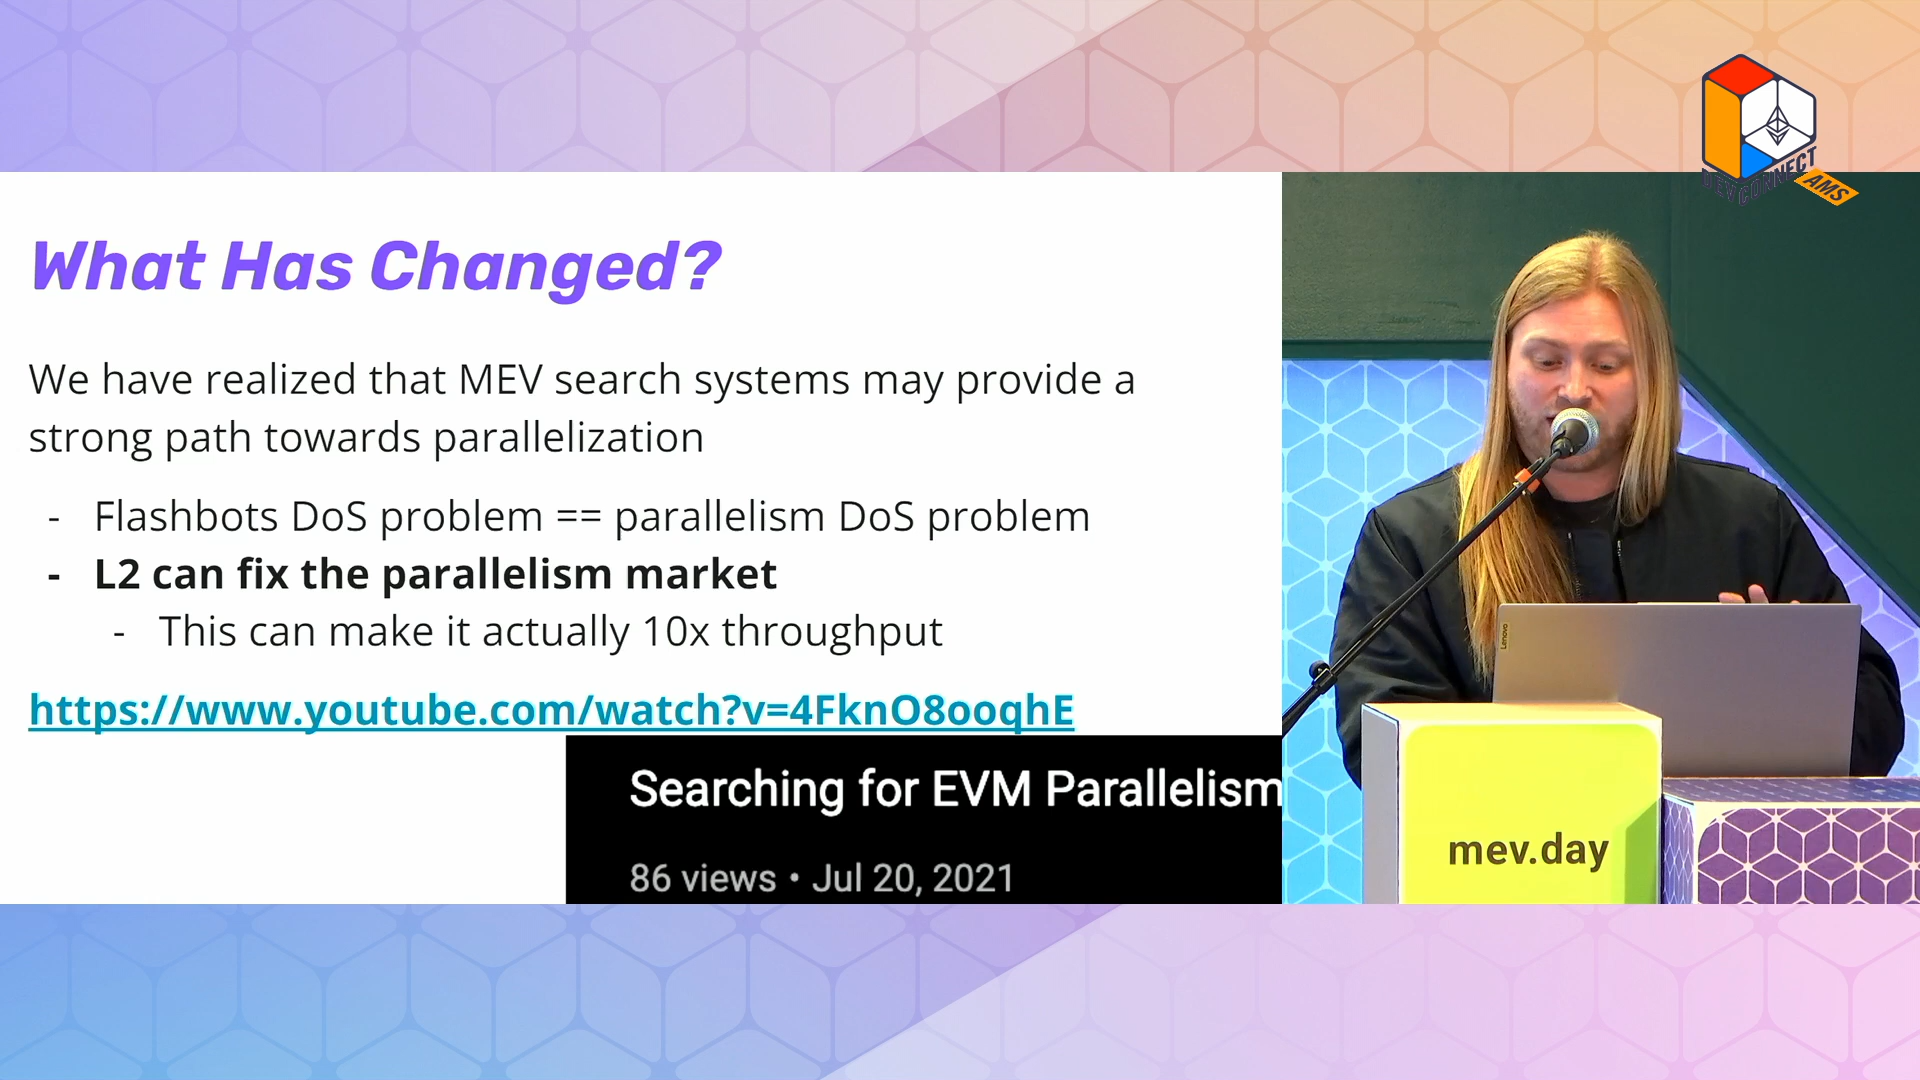 DEVCONNECT
AMS
What Has Changed?
We have realized that MEV search systems may provide a
strong path towards parallelization
- Flashbots DoS problem == parallelism DoS problem
- L2 can fix the parallelism market
- This can make it actually 10x throughput
https://www.youtube.com/watch?v=4FknO8ooqhE
Searching for EVM Parallelism
86 views • Jul 20, 2021
Lenovo
mev.day